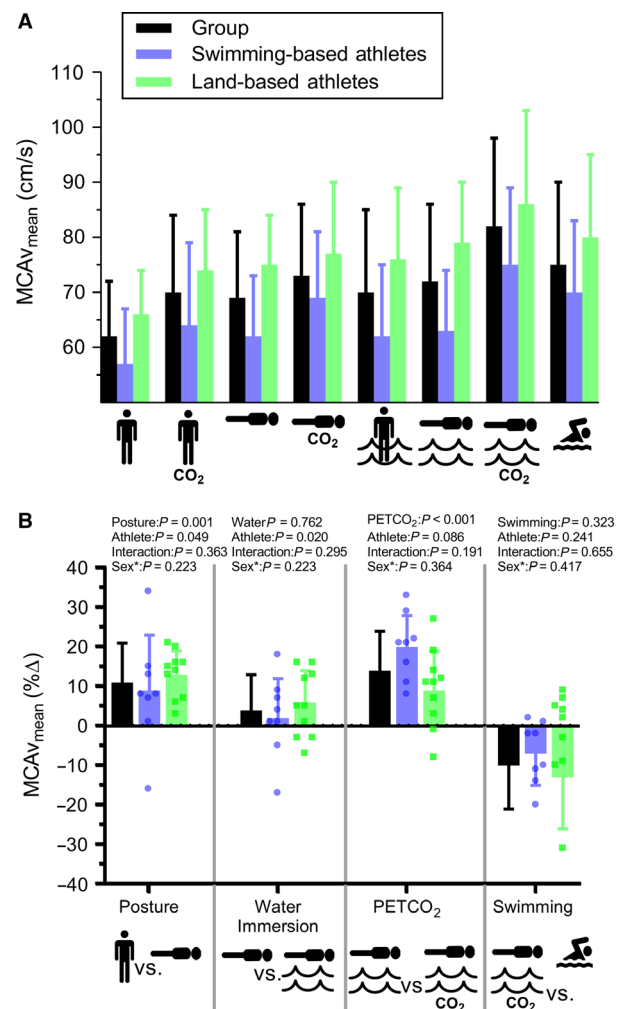 A
Group
Swimming-based athletes
Land-based athletes
110
100
90
80
70
60
MCAv_mean (cm/s)
CO₂
CO₂
CO₂
B
Posture:P = 0.001
Athlete:P = 0.049
Interaction:P = 0.363
Sex*:P = 0.223
WaterP = 0.762
Athlete:P = 0.020
Interaction:P = 0.295
Sex*:P = 0.223
PETCO₂:P < 0.001
Athlete:P = 0.086
Interaction:P = 0.191
Sex*:P = 0.364
Swimming:P = 0.323
Athlete:P = 0.241
Interaction:P = 0.655
Sex*:P = 0.417
40
30
20
10
0
−10
−20
−30
−40
MCAv_mean (%Δ)
Posture
Water
Immersion
PETCO₂
Swimming
vs.
vs.
vs
CO₂
CO₂
vs.